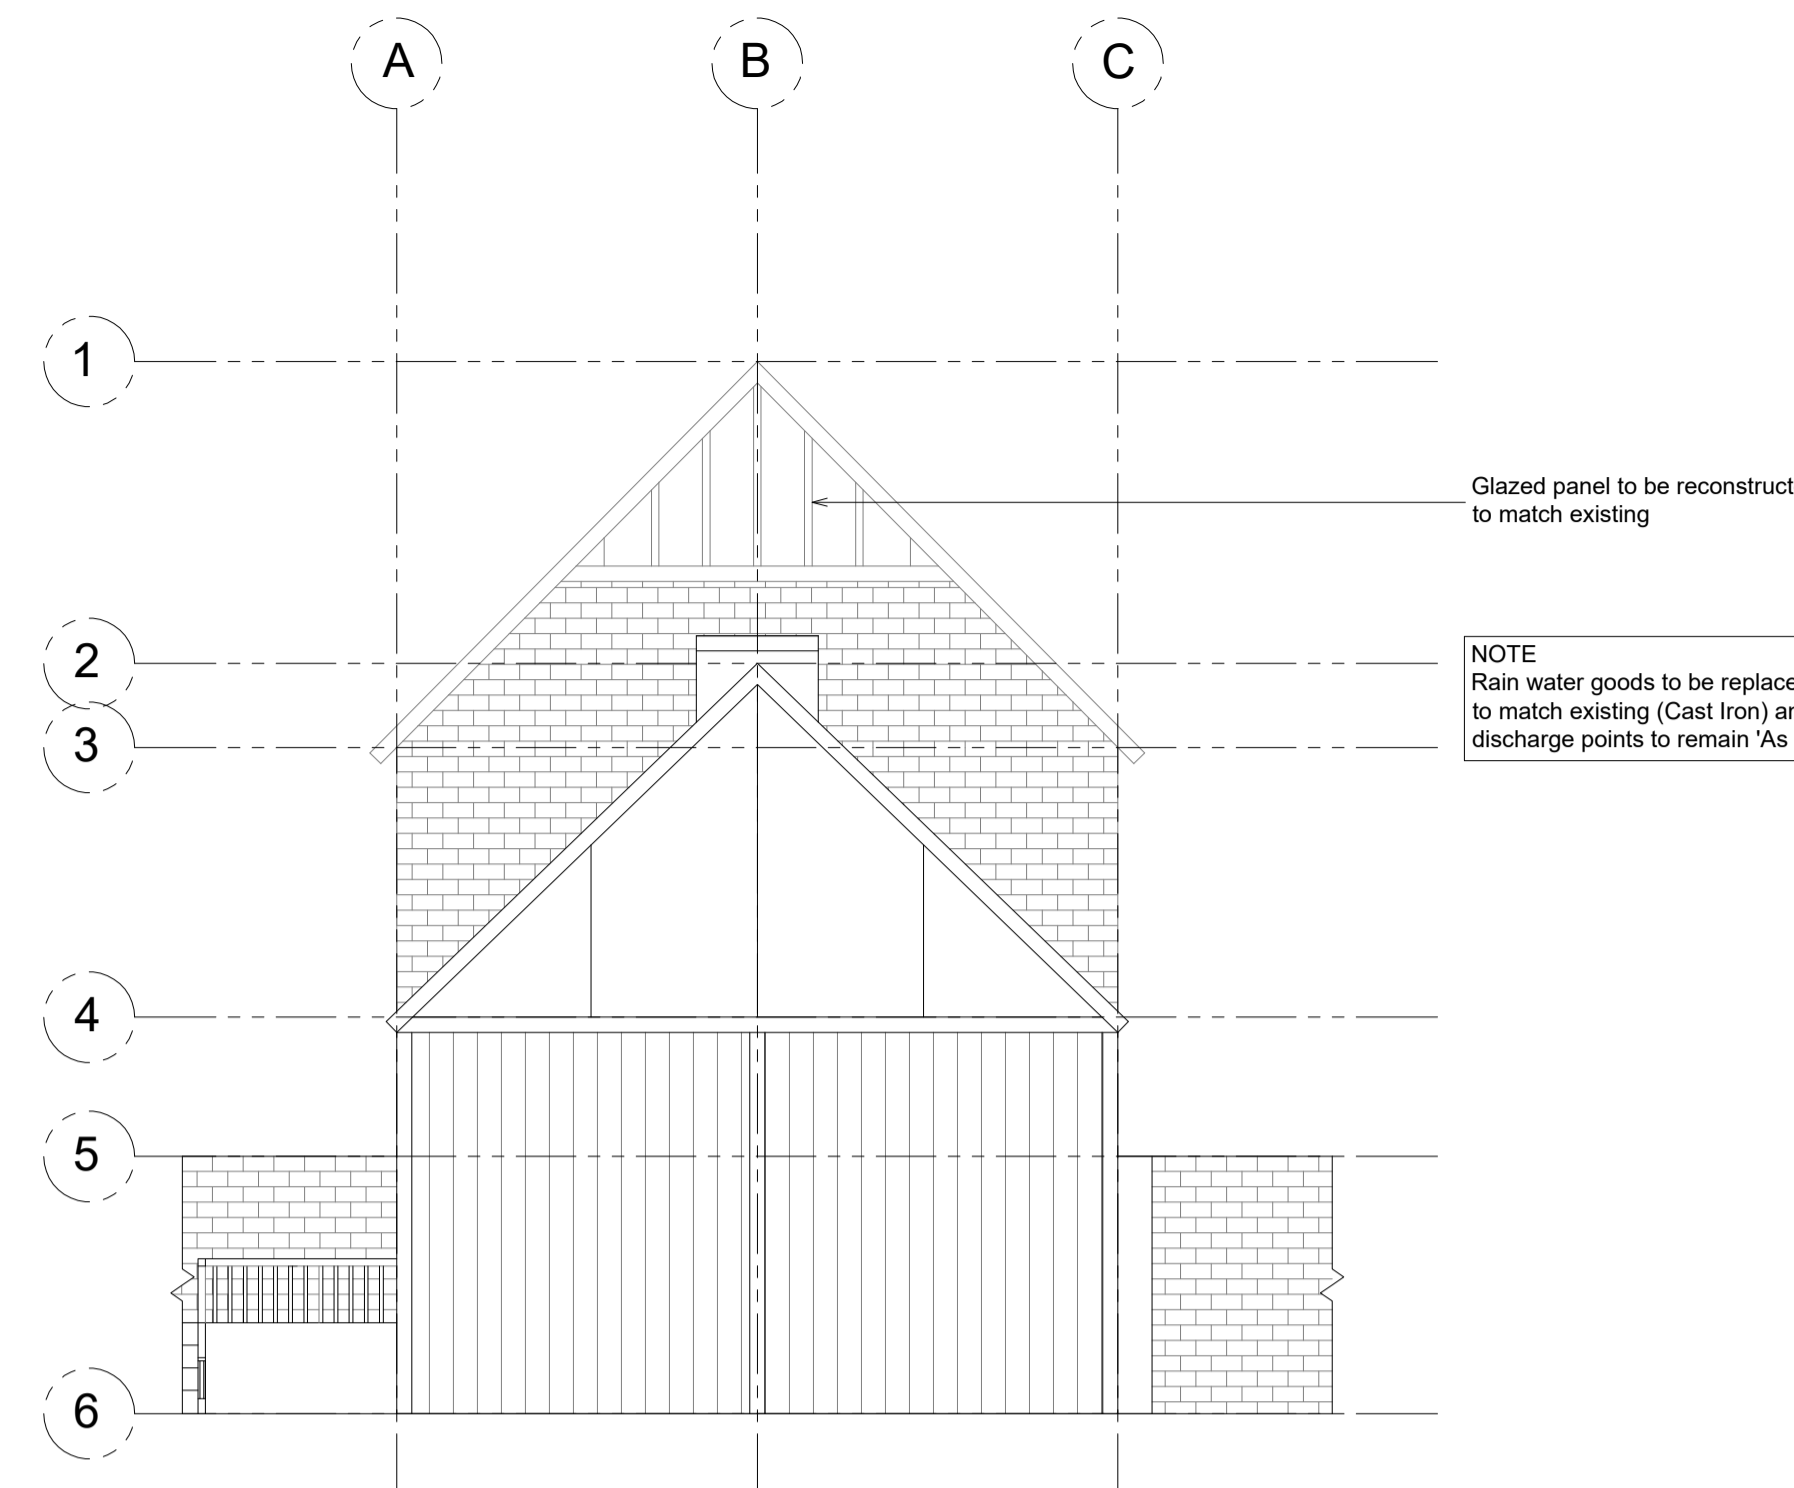 A
B
C
1
Glazed panel to be reconstruct
to match existing
2
NOTE
Rain water goods to be replace
to match existing (Cast Iron) an
discharge points to remain 'As
3
4
5
6